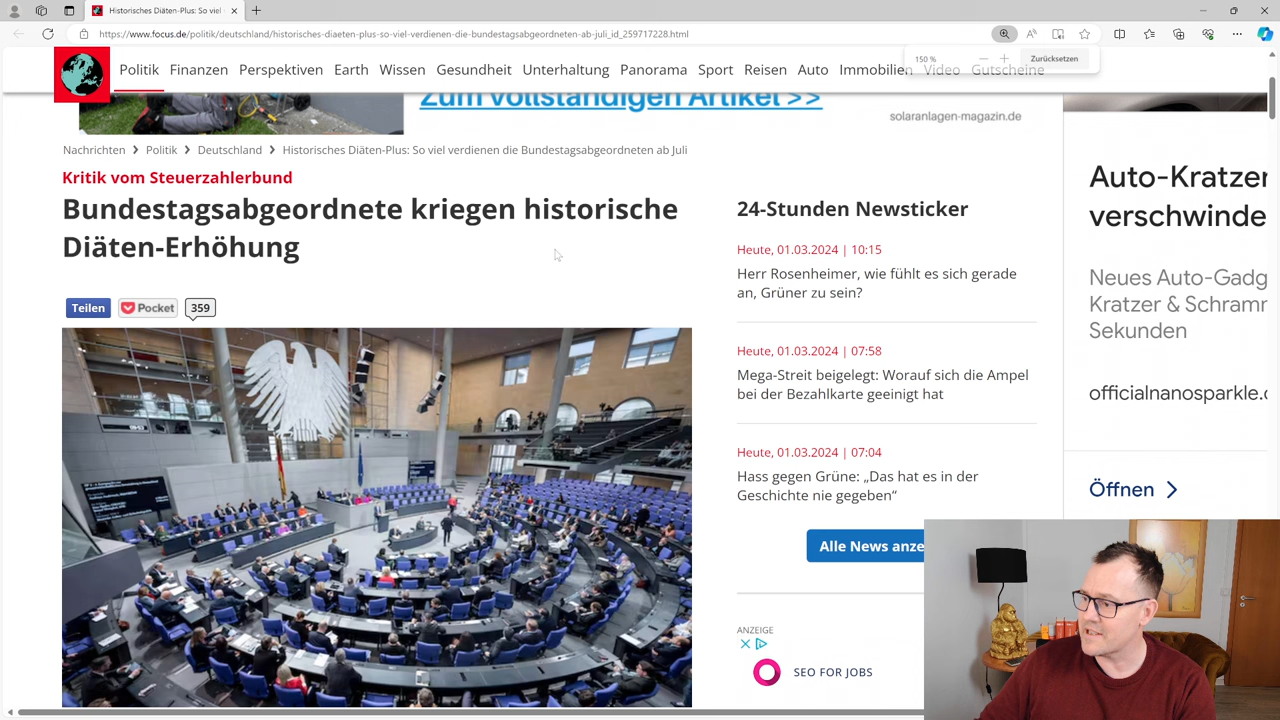 Historisches Diäten-Plus: So viel
https://www.focus.de/politik/deutschland/historisches-diaeten-plus-so-viel-verdienen-die-bundestagsabgeordneten-ab-juli_id_259717228.html
150 %
Zurücksetzen
Politik Finanzen Perspektiven Earth Wissen Gesundheit Unterhaltung Panorama Sport Reisen Auto Immobilien Video Gutscheine
Zum vollständigen Artikel >>
solaranlagen-magazin.de
Nachrichten > Politik > Deutschland > Historisches Diäten-Plus: So viel verdienen die Bundestagsabgeordneten ab Juli
Kritik vom Steuerzahlerbund
Bundestagsabgeordnete kriegen historische
Diäten-Erhöhung
Teilen
Pocket
359
24-Stunden Newsticker
Heute, 01.03.2024 | 10:15
Herr Rosenheimer, wie fühlt es sich gerade
an, Grüner zu sein?
Heute, 01.03.2024 | 07:58
Mega-Streit beigelegt: Worauf sich die Ampel
bei der Bezahlkarte geeinigt hat
Heute, 01.03.2024 | 07:04
Hass gegen Grüne: „Das hat es in der
Geschichte nie gegeben“
Alle News anze
ANZEIGE
SEO FOR JOBS
Auto-Kratzer
verschwinde
Neues Auto-Gadg
Kratzer & Schramm
Sekunden
officialnanosparkle.c
Öffnen